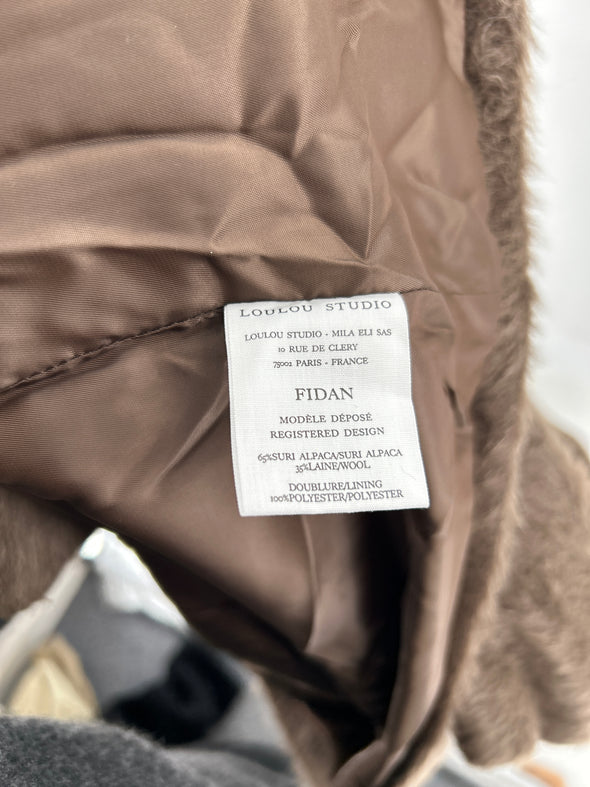 LOULOU STUDIO
LOULOU STUDIO - MILA ELI SAS
10 RUE DE CLERY
75002 PARIS - FRANCE
FIDAN
MODÈLE DÉPOSÉ
REGISTERED DESIGN
65%SURI ALPACA/SURI ALPACA
35%LAINE/WOOL
DOUBLURE/LINING
100%POLYESTER/POLYESTER